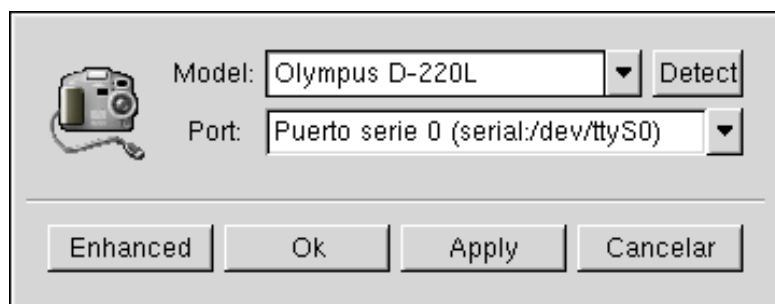 Model: Olympus D-220L Detect
Port: Puerto serie 0 (serial:/dev/ttyS0)
Enhanced Ok Apply Cancelar